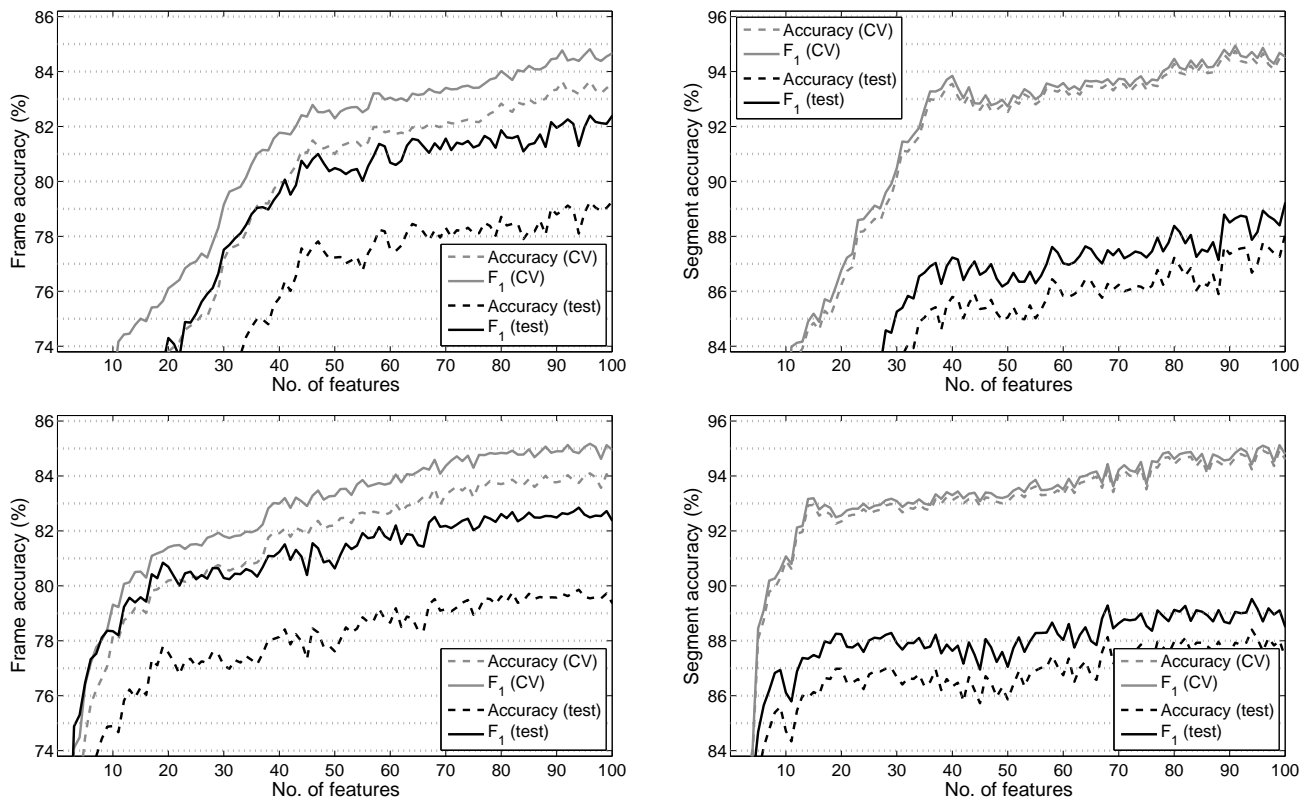 Frame accuracy (%)
86
84
82
80
78
76
74
10 20 30 40 50 60 70 80 90 100
No. of features
Accuracy (CV)
F1 (CV)
Accuracy (test)
F1 (test)
Segment accuracy (%)
96
94
92
90
88
86
84
10 20 30 40 50 60 70 80 90 100
No. of features
Accuracy (CV)
F1 (CV)
Accuracy (test)
F1 (test)
Frame accuracy (%)
86
84
82
80
78
76
74
10 20 30 40 50 60 70 80 90 100
No. of features
Accuracy (CV)
F1 (CV)
Accuracy (test)
F1 (test)
Segment accuracy (%)
96
94
92
90
88
86
84
10 20 30 40 50 60 70 80 90 100
No. of features
Accuracy (CV)
F1 (CV)
Accuracy (test)
F1 (test)